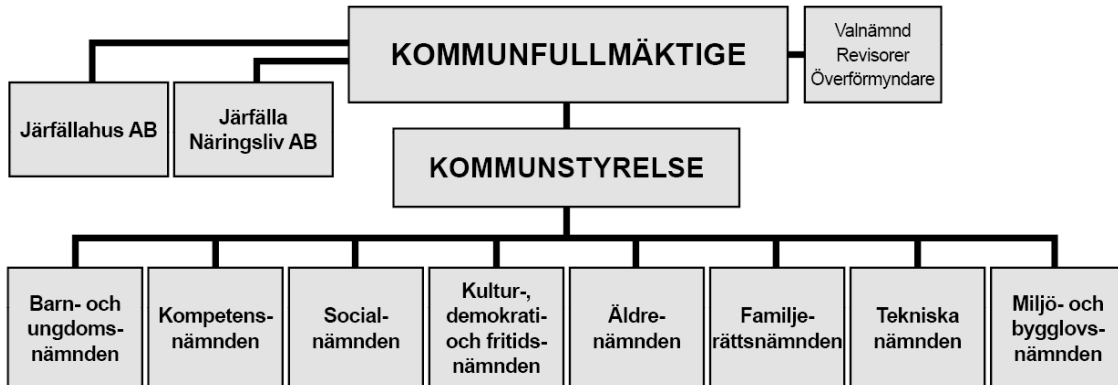 KOMMUNFULLMÄKTIGE
Valnämnd
Revisorer
Överförmyndare
Järfällahus AB
Järfälla
Näringsliv AB
KOMMUNSTYRELSE
Barn- och
ungdoms-
nämnden
Kompetens-
nämnden
Social-
nämnden
Kultur-,
demokrati-
och fritids-
nämnden
Äldre-
nämnden
Familje-
rättsnämnden
Tekniska
nämnden
Miljö- och
bygglovs-
nämnden